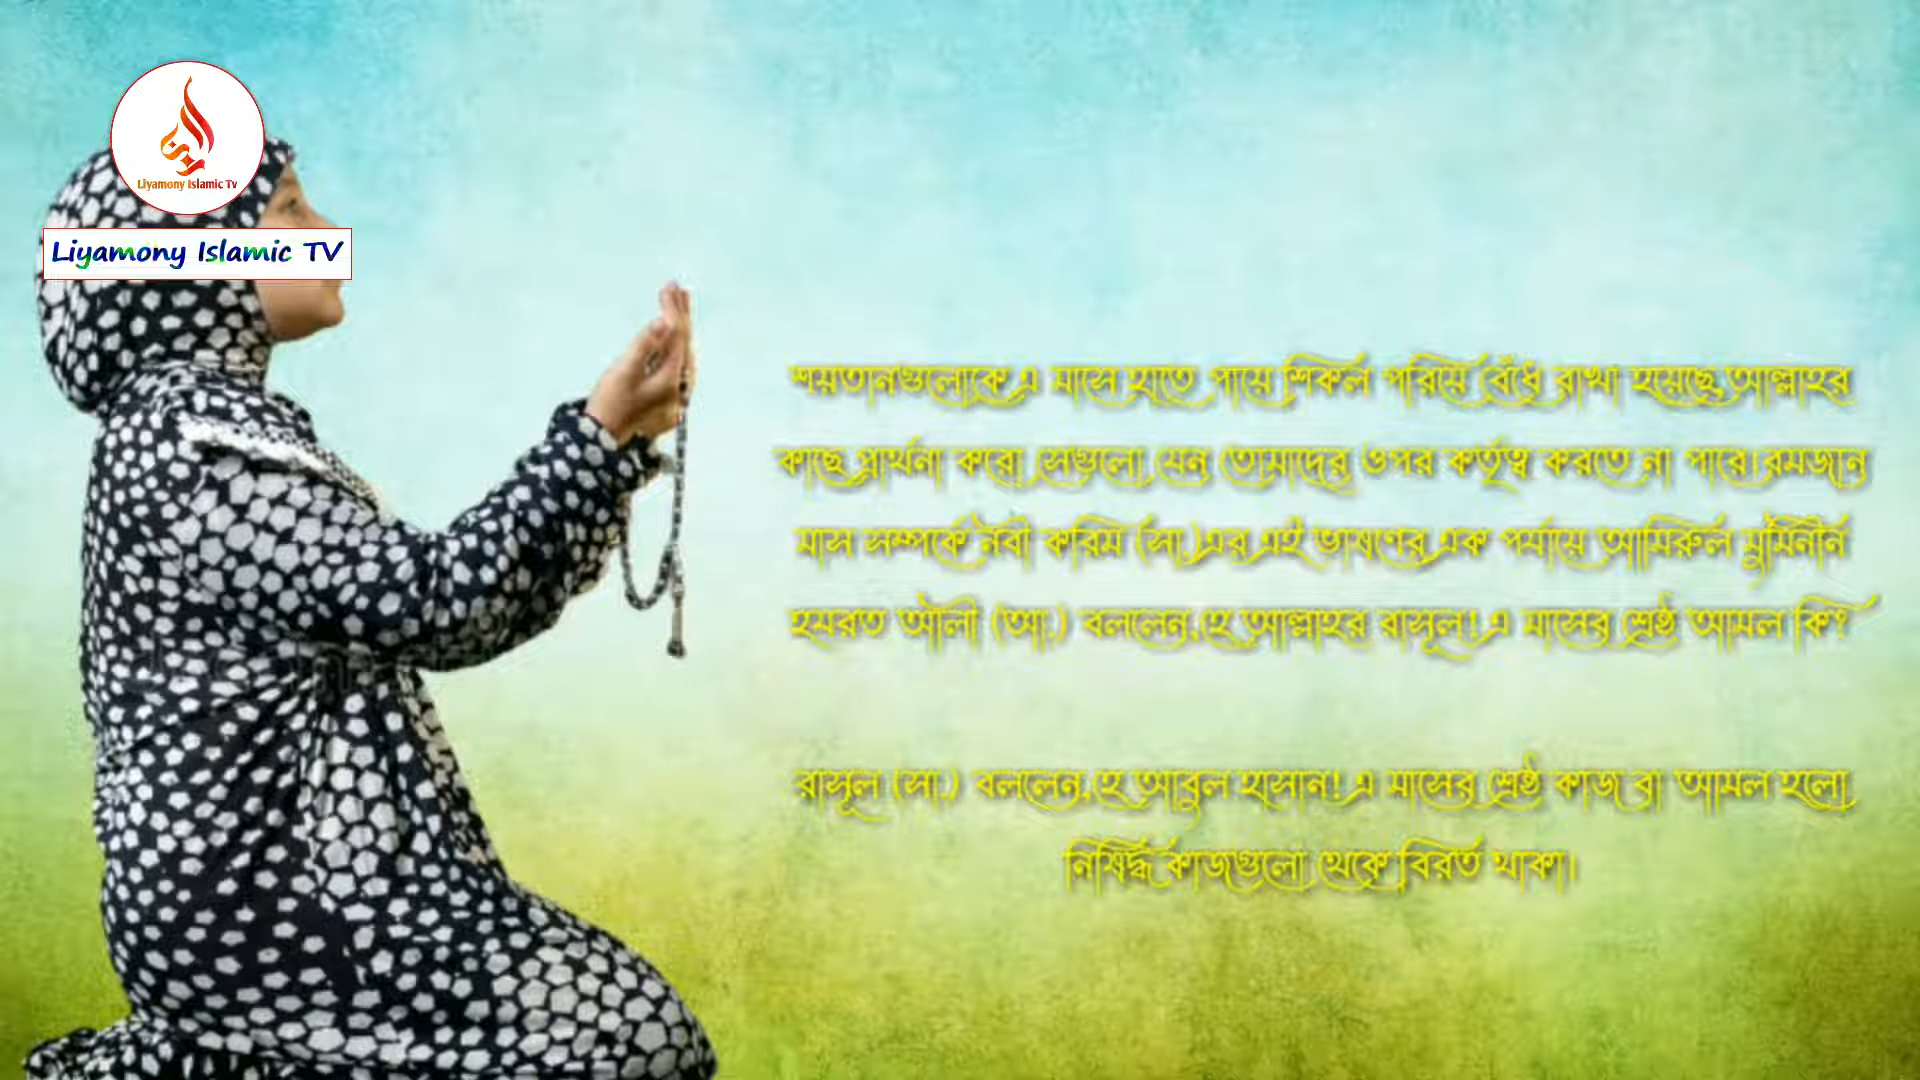 Liyamony Islamic Tv
Liyamony Islamic TV
শয়তানগুলোকে এ মাসে হাতে পায়ে শিকল পরিয়ে বেঁধে রাখা হয়েছে,আল্লাহর
কাছে প্রার্থনা করো সেগুলো যেন তোমাদের ওপর কর্তৃত্ব করতে না পারে।রমজান
মাস সম্পর্কে নবী করিম (সা.)এর এই ভাষণের এক পর্যায়ে আমিরুল মুমিনীন
হযরত আলী (আ.) বললেন,হে আল্লাহর রাসূল! এ মাসের শ্রেষ্ঠ আমল কি?
রাসূল (সা.) বললেন,হে আবুল হাসান! এ মাসের শ্রেষ্ঠ কাজ বা আমল হলো
নিষিদ্ধ কাজগুলো থেকে বিরত থাকা।